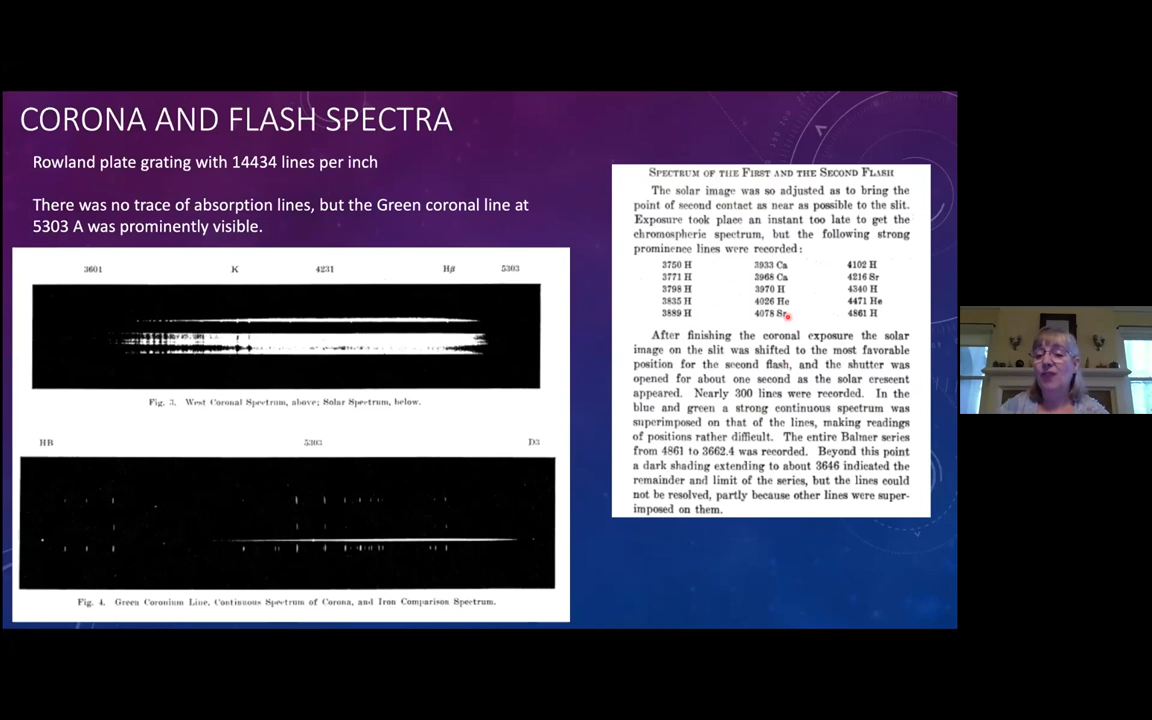 CORONA AND FLASH SPECTRA
Rowland plate grating with 14434 lines per inch
There was no trace of absorption lines, but the Green coronal line at
5303 A was prominently visible.
3601 K 4231 Hβ 5303
Fig. 3. West Coronal Spectrum, above; Solar Spectrum, below.
HB 5303 D3
Fig. 4. Green Coronium Line, Continuous Spectrum of Corona, and Iron Comparison Spectrum.
SPECTRUM OF THE FIRST AND THE SECOND FLASH
The solar image was so adjusted as to bring the
point of second contact as near as possible to the slit.
Exposure took place an instant too late to get the
chromospheric spectrum, but the following strong
prominence lines were recorded:
3750 H 3933 Ca 4102 H
3771 H 3968 Ca 4216 Sr
3798 H 3970 H 4340 H
3835 H 4026 He 4471 He
3889 H 4078 Sr 4861 H
After finishing the coronal exposure the solar
image on the slit was shifted to the most favorable
position for the second flash, and the shutter was
opened for about one second as the solar crescent
appeared. Nearly 300 lines were recorded. In the
blue and green a strong continuous spectrum was
superimposed on that of the lines, making readings
of positions rather difficult. The entire Balmer series
from 4861 to 3662.4 was recorded. Beyond this point
a dark shading extending to about 3646 indicated the
remainder and limit of the series, but the lines could
not be resolved, partly because other lines were super-
imposed on them.